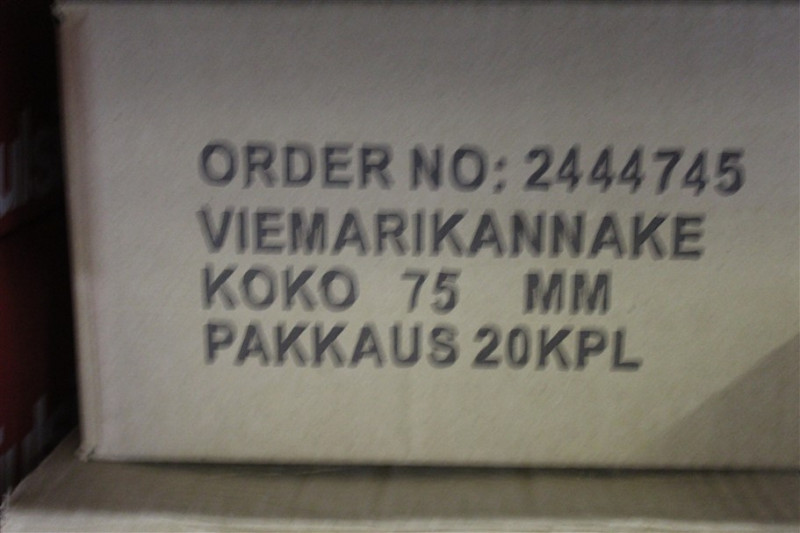 ORDER NO: 2444745
VIEMARIKANNAKE
KOKO 75 MM
PAKKAUS 20KPL